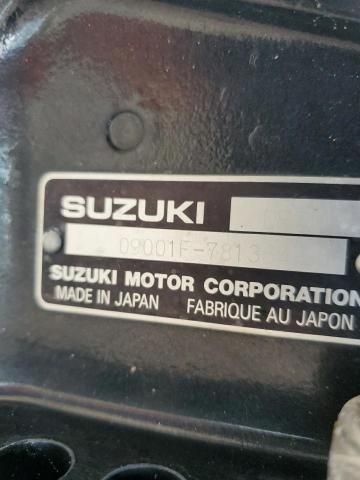 SUZUKI
09001F-7813
SUZUKI MOTOR CORPORATION
MADE IN JAPAN FABRIQUE AU JAPON